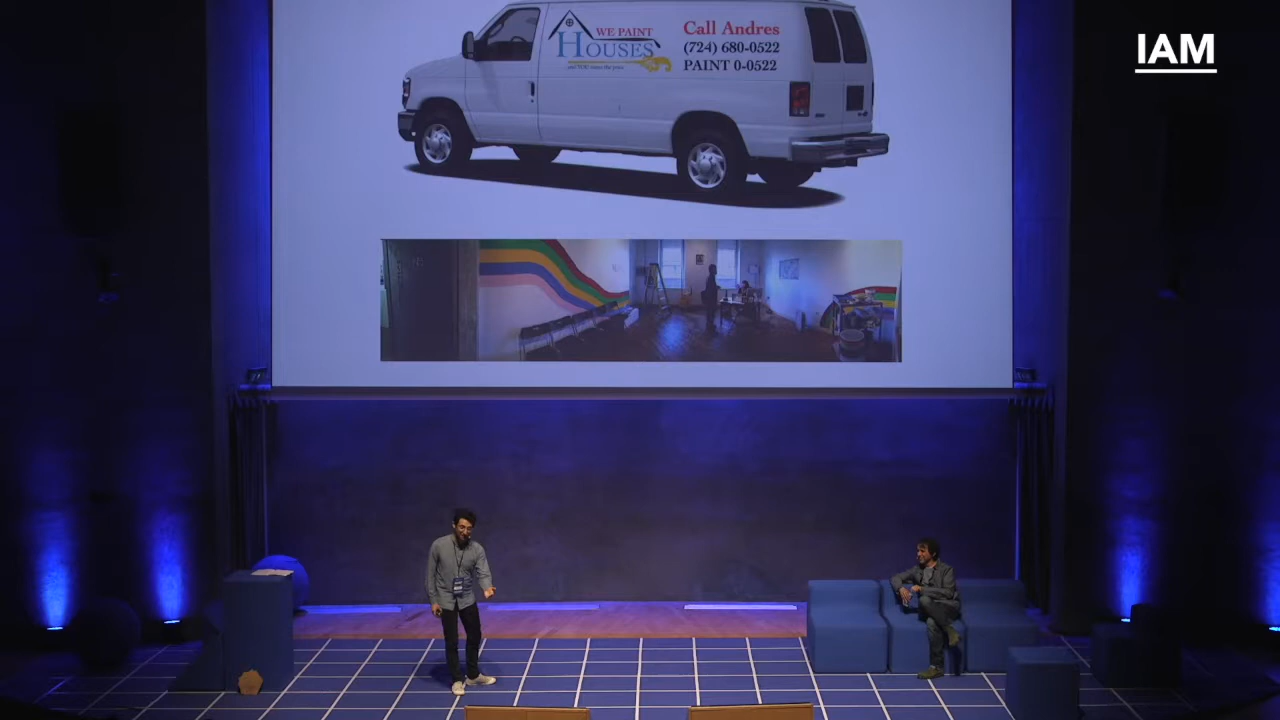 IAM
WE PAINT
HOUSES
Call Andres
(724) 680-0522
PAINT 0-0522